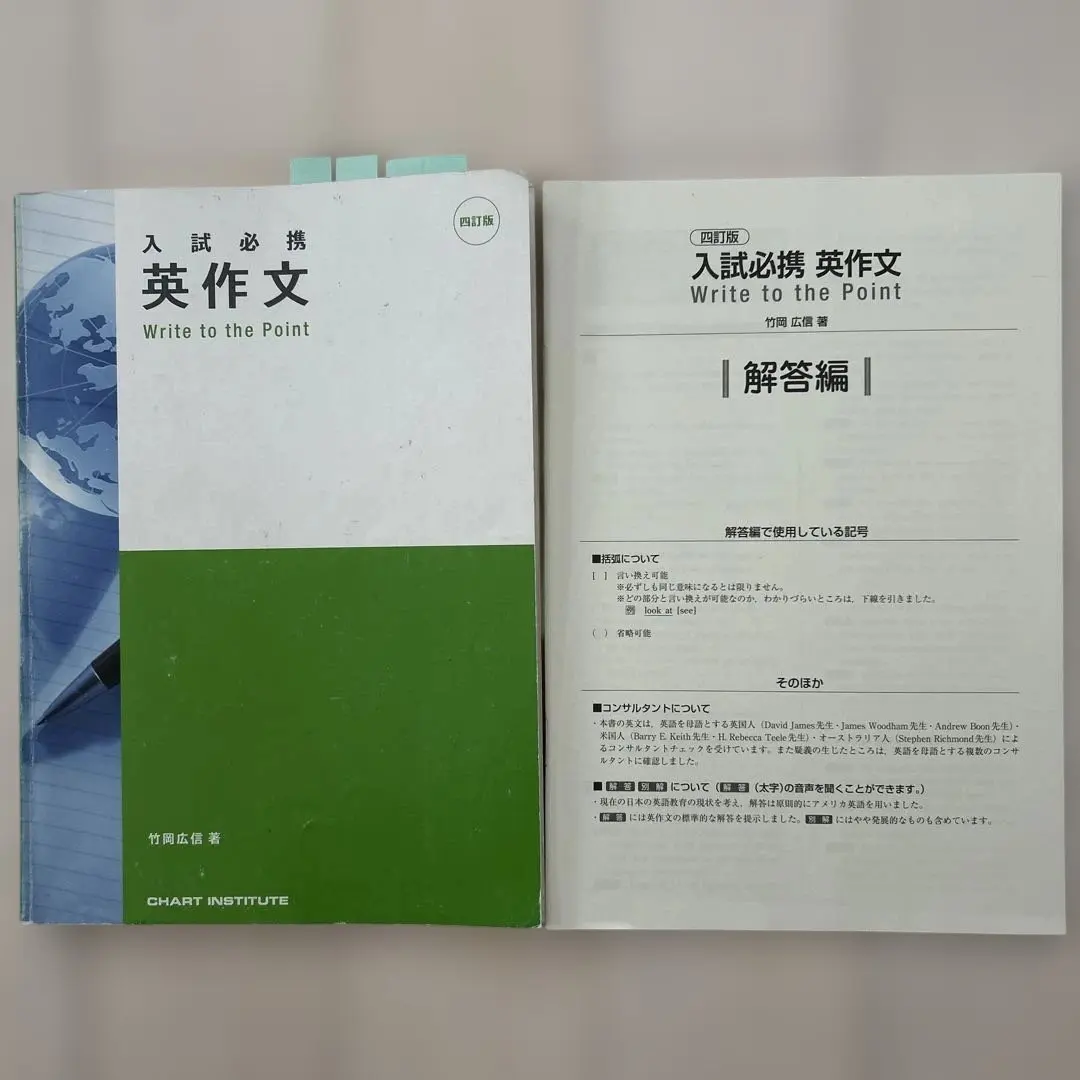 四訂版
入試必携
英作文
Write to the Point
竹岡広信 著
CHART INSTITUTE
四訂版
入試必携 英作文
Write to the Point
竹岡 広信 著
解答編
解答編で使用している記号
■括弧について
[ ] 言い換え可能
※必ずしも同じ意味になるとは限りません。
※どの部分と言い換えが可能なのか,わかりづらいところは,下線を引きました。
例 look at [see]
( ) 省略可能
そのほか
■コンサルタントについて
・本書の英文は,英語を母語とする英国人(David James先生・James Woodham先生・Andrew Boon先生)・
米国人(Barry E. Keith先生・H. Rebecca Teele先生)・オーストラリア人(Stephen Richmond先生)によ
るコンサルタントチェックを受けています。また疑義の生じたところは,英語を母語とする複数のコンサ
ルタントに確認しました。
■解答 別解 について(解答(太字)の音声を聞くことができます。)
・現在の日本の英語教育の現状を考え,解答は原則的にアメリカ英語を用いました。
・解答 には英作文の標準的な解答を提示しました。別解 にはやや発展的なものも含めています。